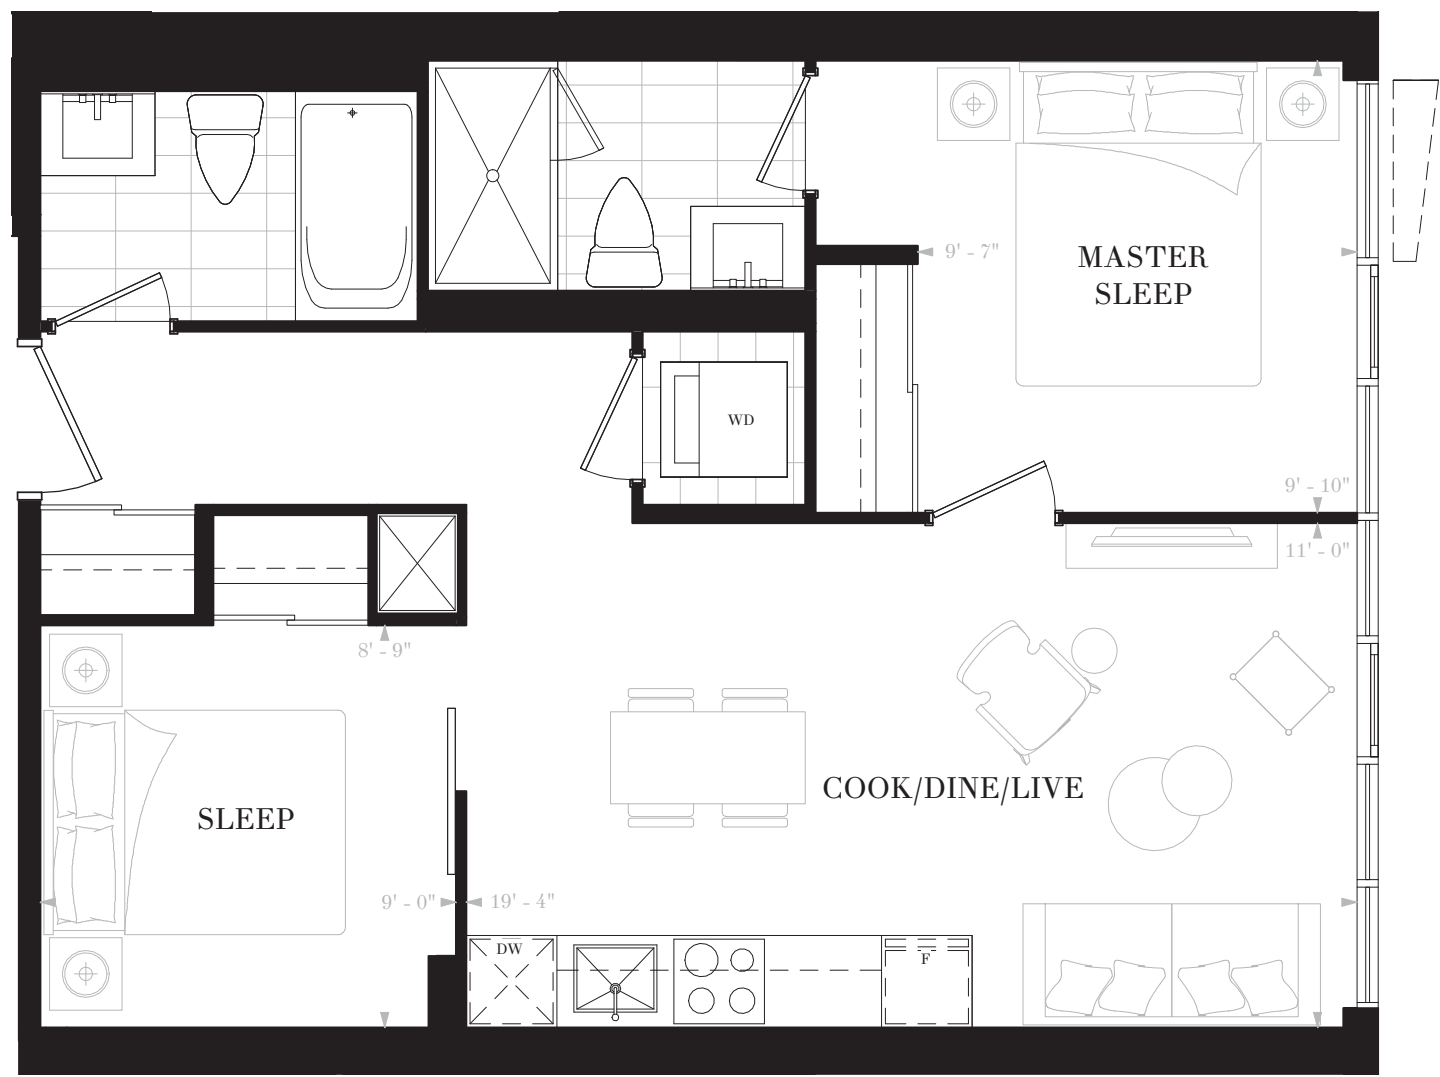 9' - 7"
MASTER
SLEEP
WD
9' - 10"
11' - 0"
8' - 9"
COOK/DINE/LIVE
SLEEP
9' - 0"
19' - 4"
DW
F